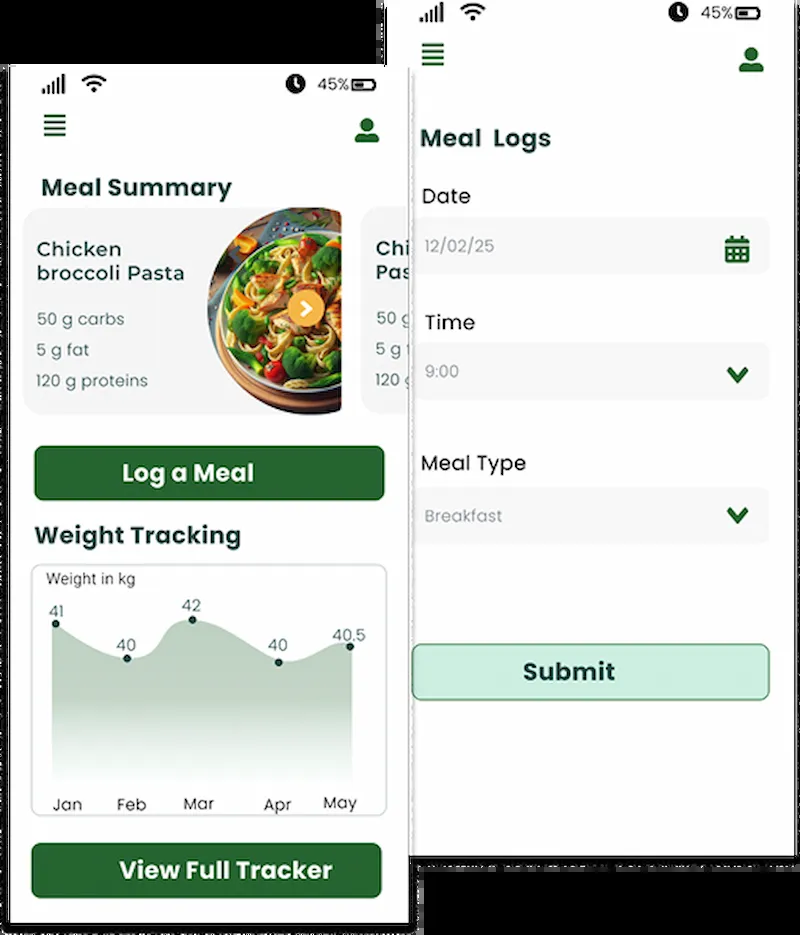 45%
Meal Summary
Chicken
broccoli Pasta
50 g carbs
5 g fat
120 g proteins
Chi
Pas
50 g
5 g
120 g
Log a Meal
Weight Tracking
Weight in kg
41
40
42
40
40,5
Jan Feb Mar Apr May
View Full Tracker
45%
Meal Logs
Date
12/02/25
Time
9:00
Meal Type
Breakfast
Submit